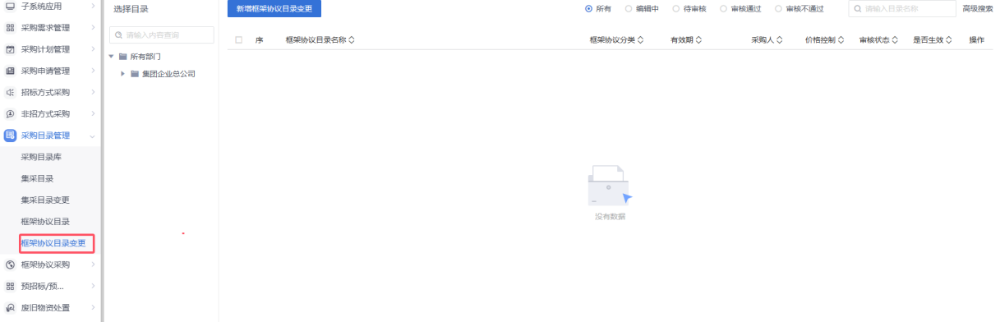 子系统应用
采购需求管理
采购计划管理
采购申请管理
招标方式采购
非招方式采购
采购目录管理
采购目录库
集采目录
集采目录变更
框架协议目录
框架协议目录变更
框架协议采购
预招标/预...
废旧物资处置
选择目录
请输入内容查询
所有部门
集团企业总公司
新增框架协议目录变更
所有 编辑中 待审核 审核通过 审核不通过 请输入目录名称 高级搜索
序 框架协议目录名称 框架协议分类 有效期 采购人 价格控制 审核状态 是否生效 操作
没有数据